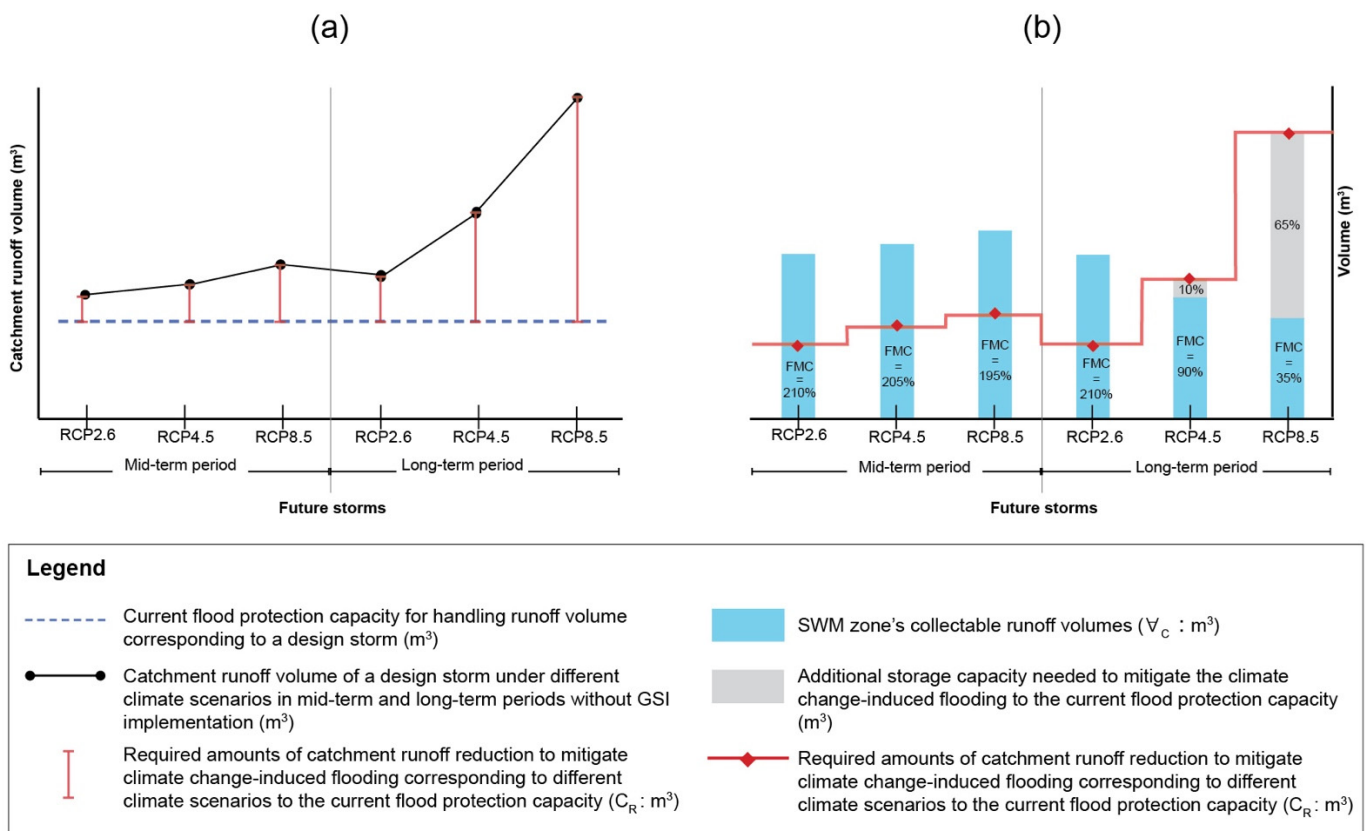 (a)
Catchment runoff volume (m³)
RCP2.6
RCP4.5
RCP8.5
RCP2.6
RCP4.5
RCP8.5
Mid-term period
Long-term period
Future storms
(b)
Volume (m³)
FMC
=
210%
FMC
=
205%
FMC
=
195%
FMC
=
210%
10%
FMC
=
90%
65%
FMC
=
35%
RCP2.6
RCP4.5
RCP8.5
RCP2.6
RCP4.5
RCP8.5
Mid-term period
Long-term period
Future storms
Legend
Current flood protection capacity for handling runoff volume
corresponding to a design storm (m³)
Catchment runoff volume of a design storm under different
climate scenarios in mid-term and long-term periods without GSI
implementation (m³)
Required amounts of catchment runoff reduction to mitigate
climate change-induced flooding corresponding to different
climate scenarios to the current flood protection capacity (C_R : m³)
SWM zone's collectable runoff volumes (∀_C : m³)
Additional storage capacity needed to mitigate the climate
change-induced flooding to the current flood protection capacity
(m³)
Required amounts of catchment runoff reduction to mitigate
climate change-induced flooding corresponding to different
climate scenarios to the current flood protection capacity (C_R : m³)